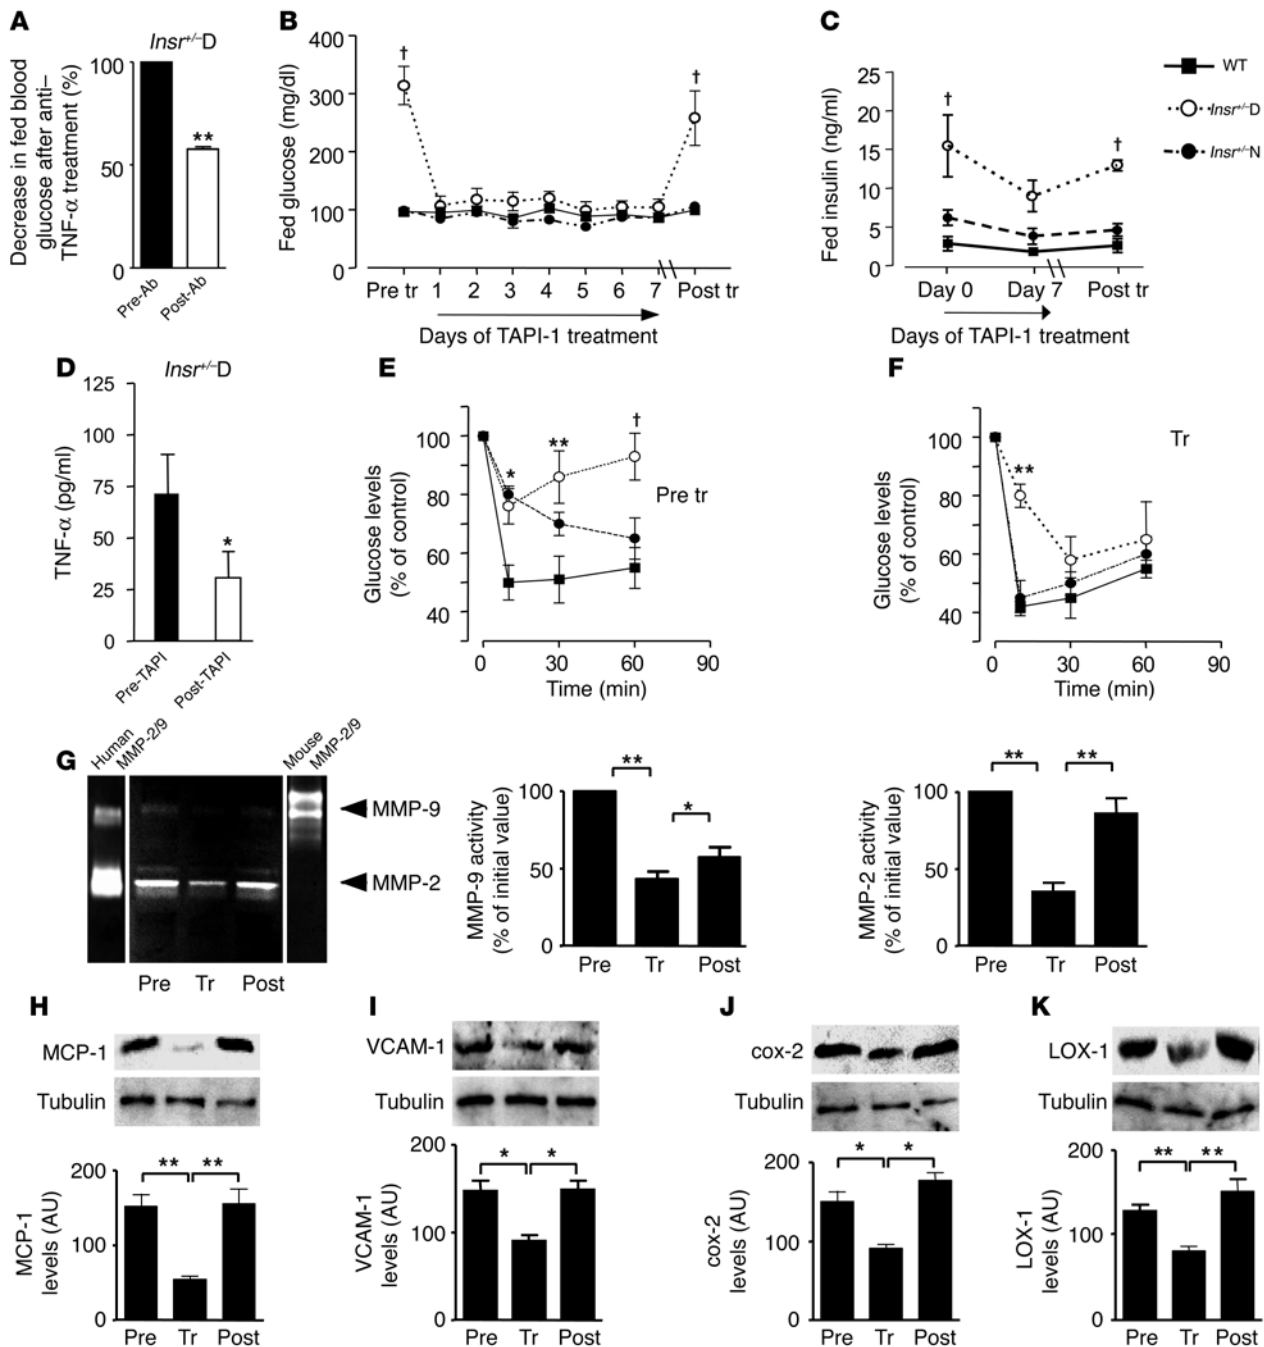 A
Insr+/–D
Decrease in fed blood
glucose after anti–
TNF-α treatment (%)
100
50
0
**
Pre-Ab
Post-Ab
B
Fed glucose (mg/dl)
400
300
200
100
0
†
†
Pre tr
1
2
3
4
5
6
7
Post tr
Days of TAPI-1 treatment
C
Fed insulin (ng/ml)
25
20
15
10
5
0
†
†
Day 0
Day 7
Post tr
Days of TAPI-1 treatment
WT
Insr+/–D
Insr+/–N
D
Insr+/–D
TNF-α (pg/ml)
125
100
75
50
25
0
*
Pre-TAPI
Post-TAPI
E
Glucose levels
(% of control)
100
80
60
40
*
**
†
Pre tr
0
30
60
90
Time (min)
F
Glucose levels
(% of control)
100
80
60
40
**
Tr
0
30
60
90
Time (min)
G
Human
MMP-2/9
Mouse
MMP-2/9
MMP-9
MMP-2
Pre
Tr
Post
MMP-9 activity
(% of initial value)
100
50
0
**
*
Pre
Tr
Post
MMP-2 activity
(% of initial value)
100
50
0
**
**
Pre
Tr
Post
H
MCP-1
Tubulin
MCP-1
levels (AU)
200
100
0
**
**
Pre
Tr
Post
I
VCAM-1
Tubulin
VCAM-1
levels (AU)
200
100
0
*
*
Pre
Tr
Post
J
cox-2
Tubulin
cox-2
levels (AU)
200
100
0
*
*
Pre
Tr
Post
K
LOX-1
Tubulin
LOX-1
levels (AU)
200
100
0
**
**
Pre
Tr
Post